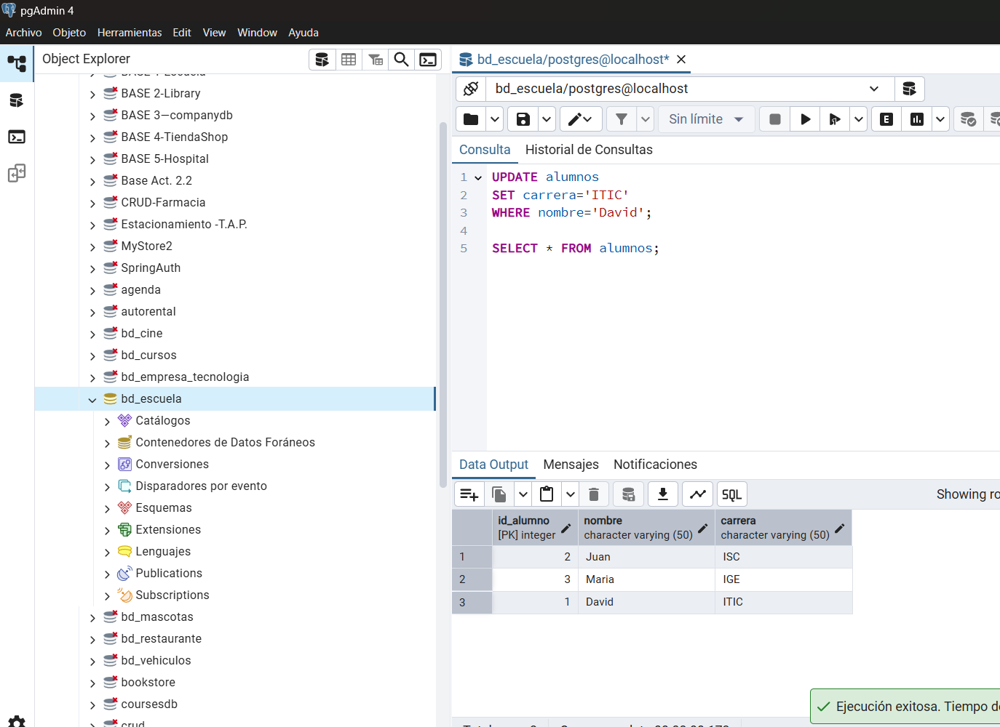 pgAdmin 4
Archivo Objeto Herramientas Edit View Window Ayuda
Object Explorer
BASE 2-Library
BASE 3—companydb
BASE 4-TiendaShop
BASE 5-Hospital
Base Act. 2.2
CRUD-Farmacia
Estacionamiento -T.A.P.
MyStore2
SpringAuth
agenda
autorental
bd_cine
bd_cursos
bd_empresa_tecnologia
bd_escuela
Catálogos
Contenedores de Datos Foráneos
Conversiones
Disparadores por evento
Esquemas
Extensiones
Lenguajes
Publications
Subscriptions
bd_mascotas
bd_restaurante
bd_vehiculos
bookstore
coursesdb
crud
bd_escuela/postgres@localhost*
bd_escuela/postgres@localhost
Sin límite
E
Consulta Historial de Consultas
1 UPDATE alumnos
2 SET carrera='ITIC'
3 WHERE nombre='David';
4
5 SELECT * FROM alumnos;
Data Output Mensajes Notificaciones
SQL
Showing
id_alumno nombre carrera
[PK] integer character varying (50) character varying (50)
1 2 Juan ISC
2 3 Maria IGE
3 1 David ITIC
Ejecución exitosa. Tiempo